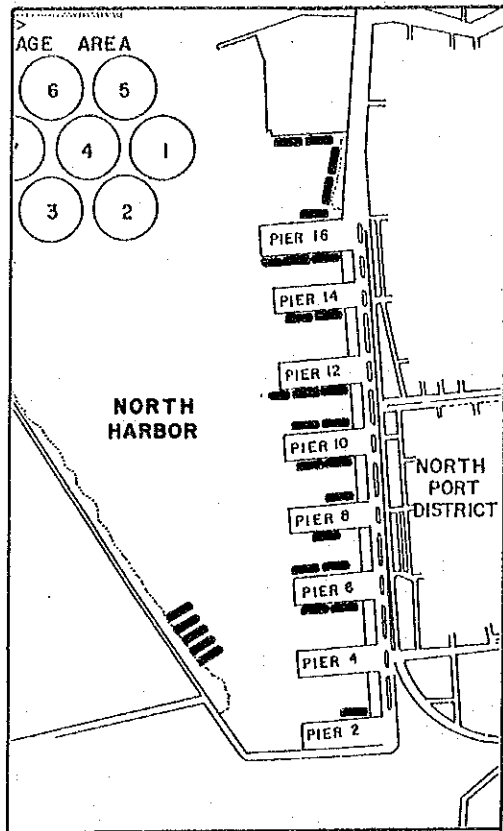 AGE AREA
6
5
4
1
3
2
PIER 16
PIER 14
PIER 12
NORTH
HARBOR
PIER 10
NORTH
PORT
DISTRICT
PIER 8
PIER 6
PIER 4
PIER 2